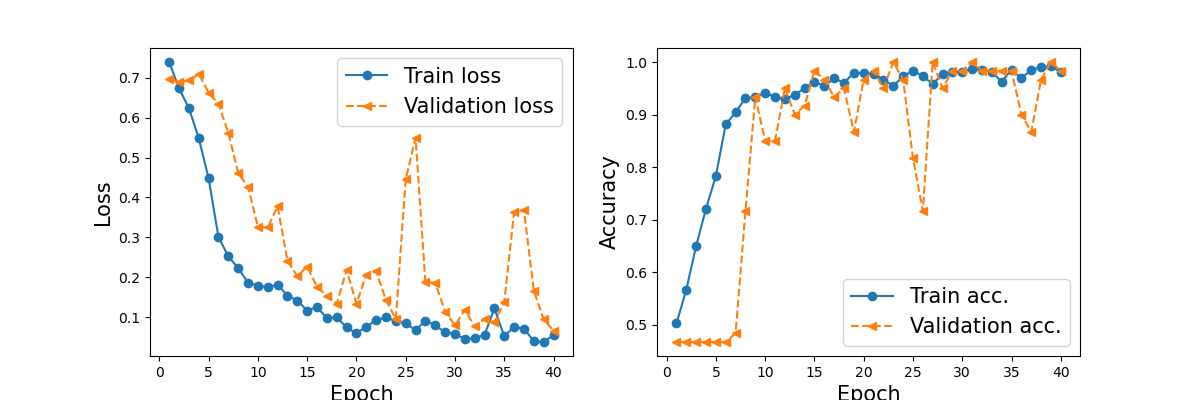 Loss
0.7
0.6
0.5
0.4
0.3
0.2
0.1
0 5 10 15 20 25 30 35 40
Epoch
Train loss
Validation loss
Accuracy
1.0
0.9
0.8
0.7
0.6
0.5
0 5 10 15 20 25 30 35 40
Epoch
Train acc.
Validation acc.